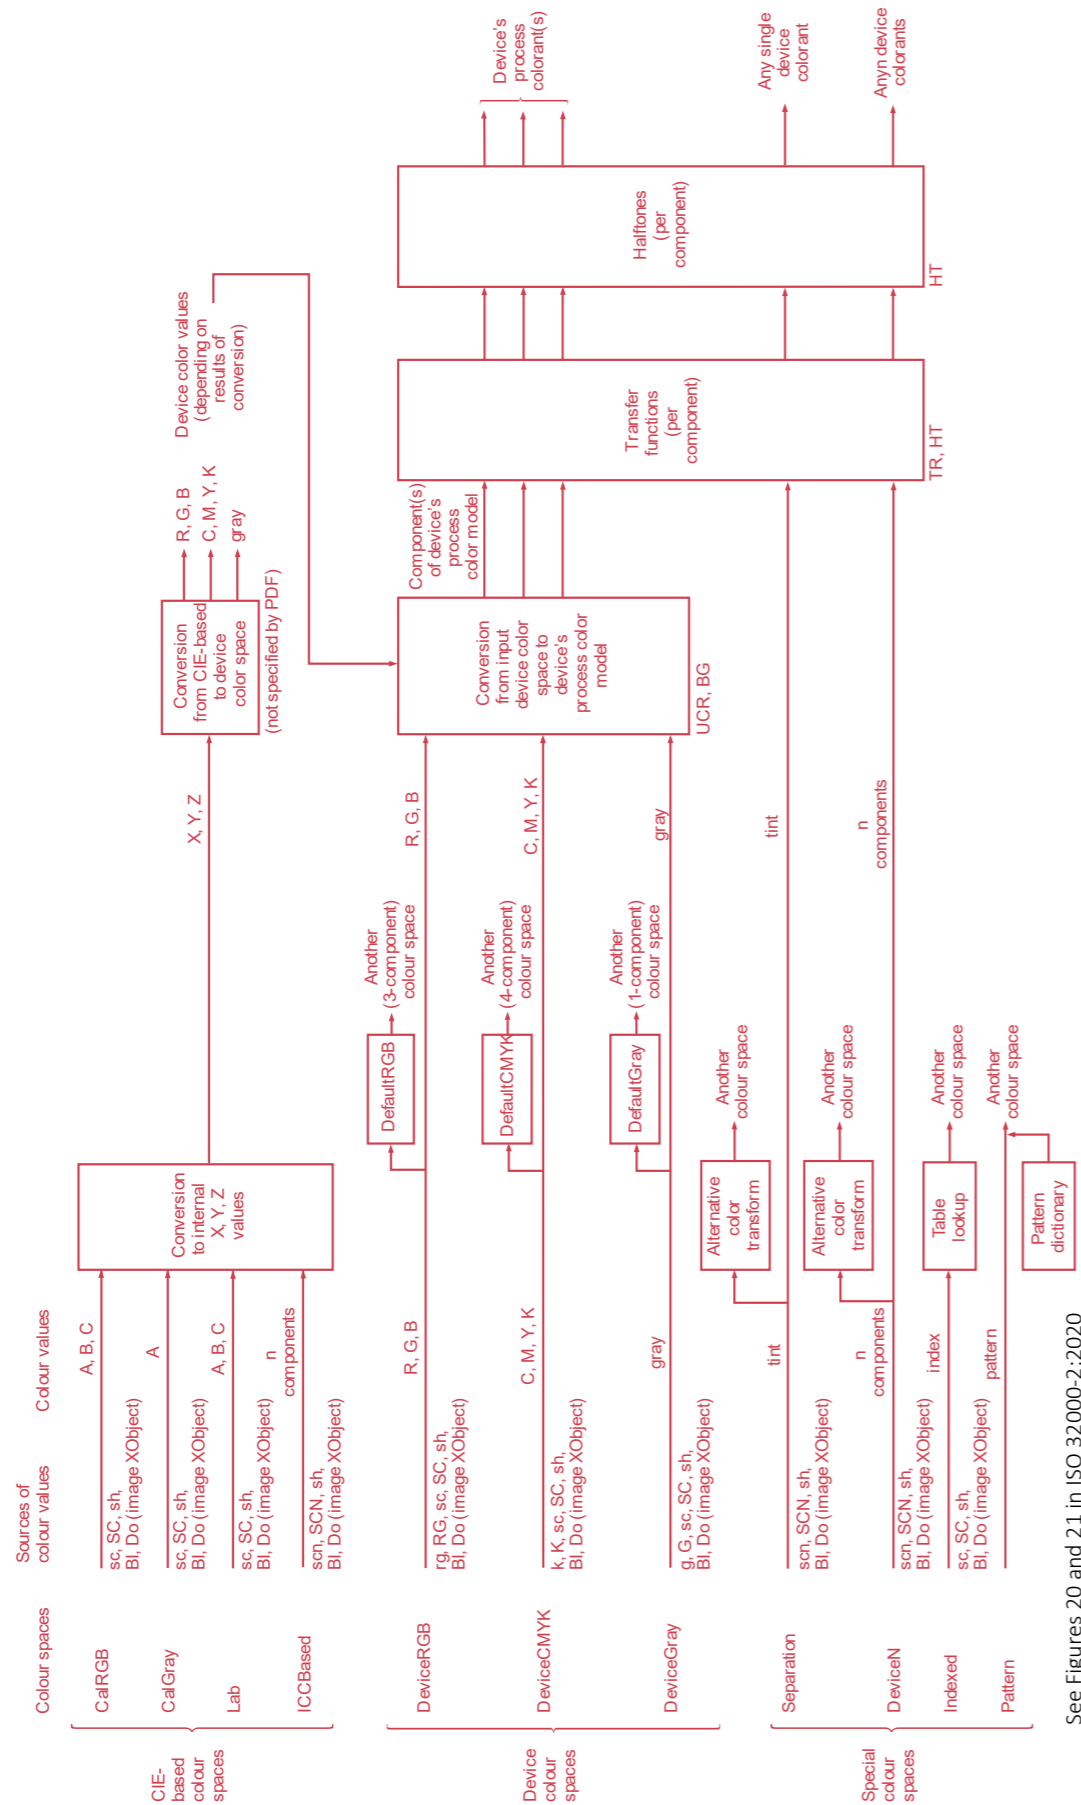 Colour spaces
Sources of
colour values
Colour values
CIE-
based
colour
spaces
CalRGB
sc, SC, sh,
BI, Do (image XObject)
A, B, C
CalGray
sc, SC, sh,
BI, Do (image XObject)
A
Lab
sc, SC, sh,
BI, Do (image XObject)
A, B, C
ICCBased
scn, SCN, sh,
BI, Do (image XObject)
n
components
Conversion
to internal
X, Y, Z
values
X, Y, Z
Conversion
from CIE-based
to device
color space
(not specified by PDF)
R, G, B
C, M, Y, K
gray
Device color values
(depending on
results of
conversion)
Device
colour
spaces
DeviceRGB
rg, RG, sc, SC, sh,
BI, Do (image XObject)
R, G, B
DefaultRGB
Another
(3-component)
colour space
R, G, B
DeviceCMYK
k, K, sc, SC, sh,
BI, Do (image XObject)
C, M, Y, K
DefaultCMYK
Another
(4-component)
colour space
C, M, Y, K
DeviceGray
g, G, sc, SC, sh,
BI, Do (image XObject)
gray
DefaultGray
Another
(1-component)
colour space
gray
Conversion
from input
device color
space to
device's
process color
model
UCR, BG
Component(s)
of device's
process
color model
Transfer
functions
(per
component)
TR, HT
Halftones
(per
component)
HT
Device's
process
colorant(s)
Any single
device
colorant
Anyn device
colorants
Special
colour
spaces
Separation
scn, SCN, sh,
BI, Do (image XObject)
tint
Alternative
color
transform
Another
colour space
tint
DeviceN
scn, SCN, sh,
BI, Do (image XObject)
n
components
Alternative
color
transform
Another
colour space
n
components
Indexed
sc, SC, sh,
BI, Do (image XObject)
index
Table
lookup
Another
colour space
Pattern
pattern
Pattern
dictionary
Another
colour space
See Figures 20 and 21 in ISO 32000-2:2020